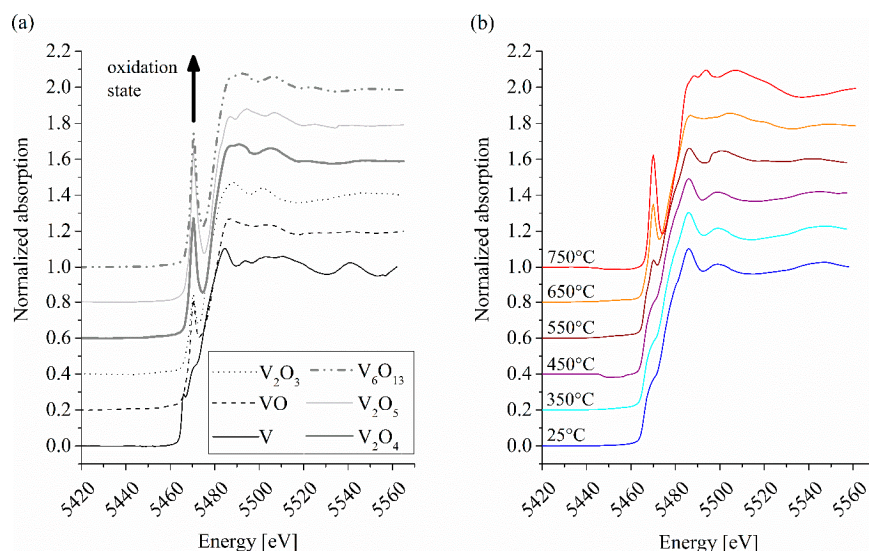 (a)
2.2
2.0
1.8
1.6
1.4
1.2
1.0
0.8
0.6
0.4
0.2
0.0
Normalized absorption
oxidation
state
V₂O₃ V₆O₁₃
VO V₂O₅
V V₂O₄
5420 5440 5460 5480 5500 5520 5540 5560
Energy [eV]
(b)
2.2
2.0
1.8
1.6
1.4
1.2
1.0
0.8
0.6
0.4
0.2
0.0
Normalized absorption
750°C
650°C
550°C
450°C
350°C
25°C
5420 5440 5460 5480 5500 5520 5540 5560
Energy [eV]